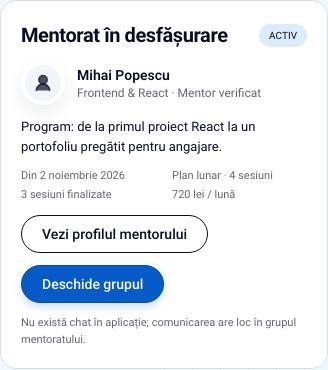 Mentorat în desfășurare
ACTIV
Mihai Popescu
Frontend & React · Mentor verificat
Program: de la primul proiect React la un
portofoliu pregătit pentru angajare.
Din 2 noiembrie 2026
Plan lunar · 4 sesiuni
3 sesiuni finalizate
720 lei / lună
Vezi profilul mentorului
Deschide grupul
Nu există chat în aplicație; comunicarea are loc în grupul
mentoratului.